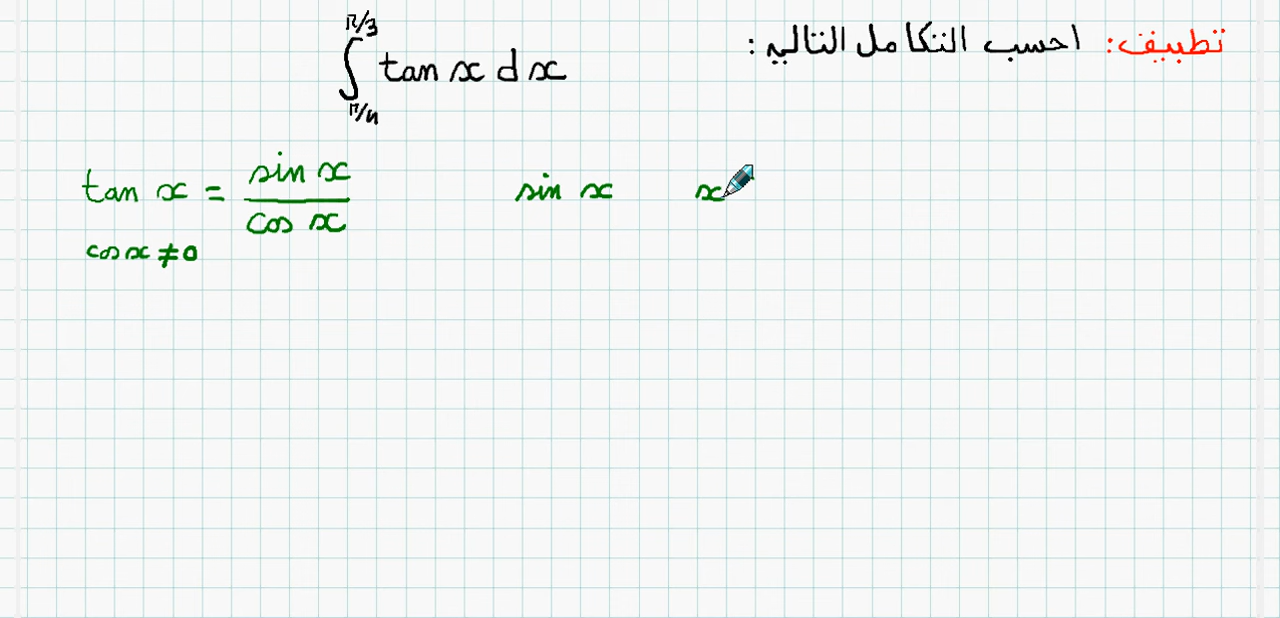 تطبيق: احسب التكامل التالي:
∫_{π/4}^{π/3} tan x dx
tan x = sin x / cos x    sin x    x
cos x ≠ 0